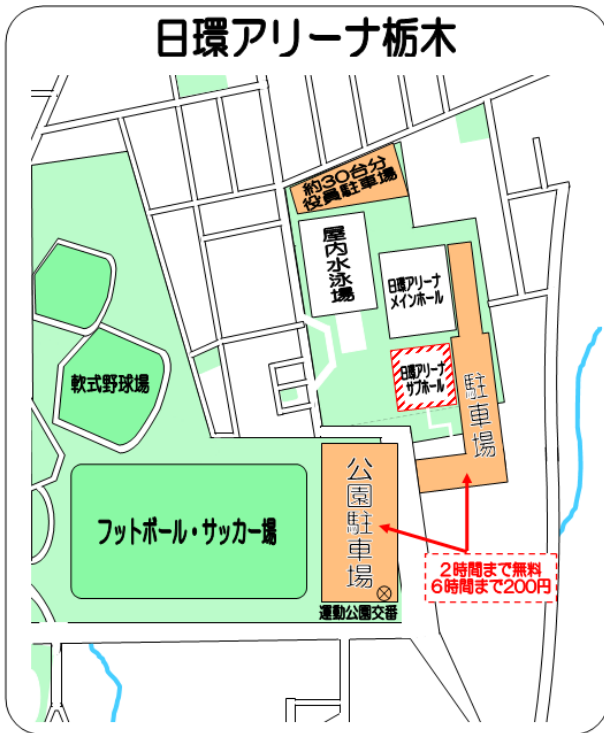 日環アリーナ栃木
約30台分
役員駐車場
屋内水泳場
日環アリーナ
メインホール
日環アリーナ
サブホール
駐車場
軟式野球場
公園駐車場
フットボール・サッカー場
2時間まで無料
6時間まで200円
運動公園交番